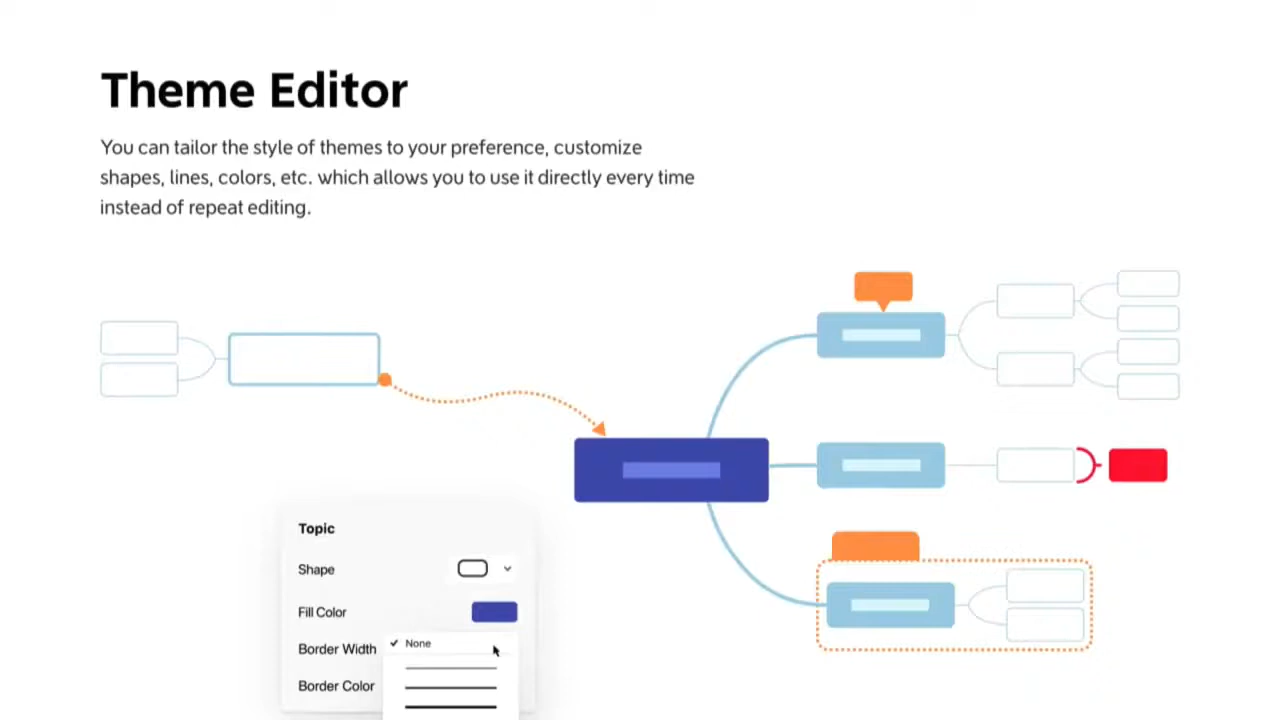 Theme Editor
You can tailor the style of themes to your preference, customize
shapes, lines, colors, etc. which allows you to use it directly every time
instead of repeat editing.
Topic
Shape
Fill Color
Border Width
None
Border Color